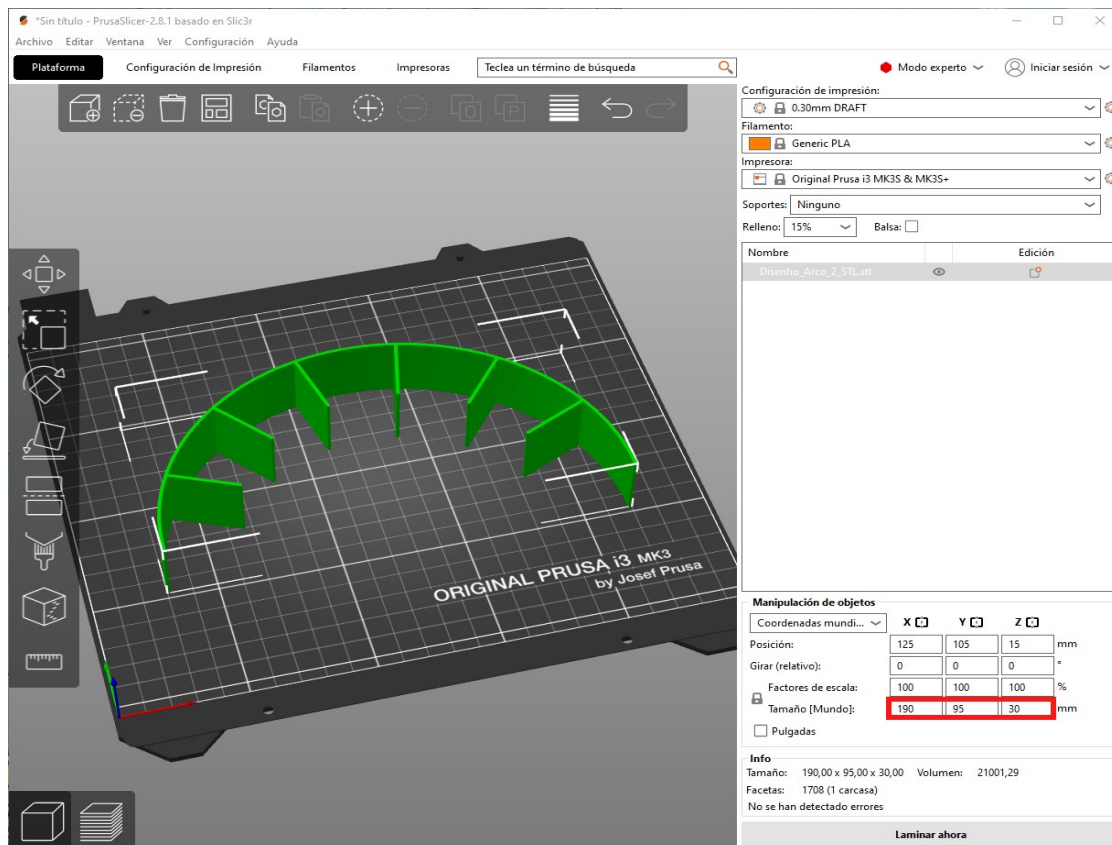 *Sin título - PrusaSlicer-2.8.1 basado en Slic3r
Archivo Editar Ventana Ver Configuración Ayuda
Plataforma Configuración de Impresión Filamentos Impresoras Teclea un término de búsqueda Modo experto Iniciar sesión
Configuración de impresión:
0.30mm DRAFT
Filamento:
Generic PLA
Impresora:
Original Prusa i3 MK3S & MK3S+
Soportes: Ninguno
Relleno: 15% Balsa:
Nombre Edición
Disenho_Arco_2_STL.stl
ORIGINAL PRUSA i3 MK3
by Josef Prusa
Manipulación de objetos
Coordenadas mundi... X Y Z
Posición: 125 105 15 mm
Girar (relativo): 0 0 0 °
Factores de escala: 100 100 100 %
Tamaño [Mundo]: 190 95 30 mm
Pulgadas
Info
Tamaño: 190,00 x 95,00 x 30,00 Volumen: 21001,29
Facetas: 1708 (1 carcasa)
No se han detectado errores
Laminar ahora